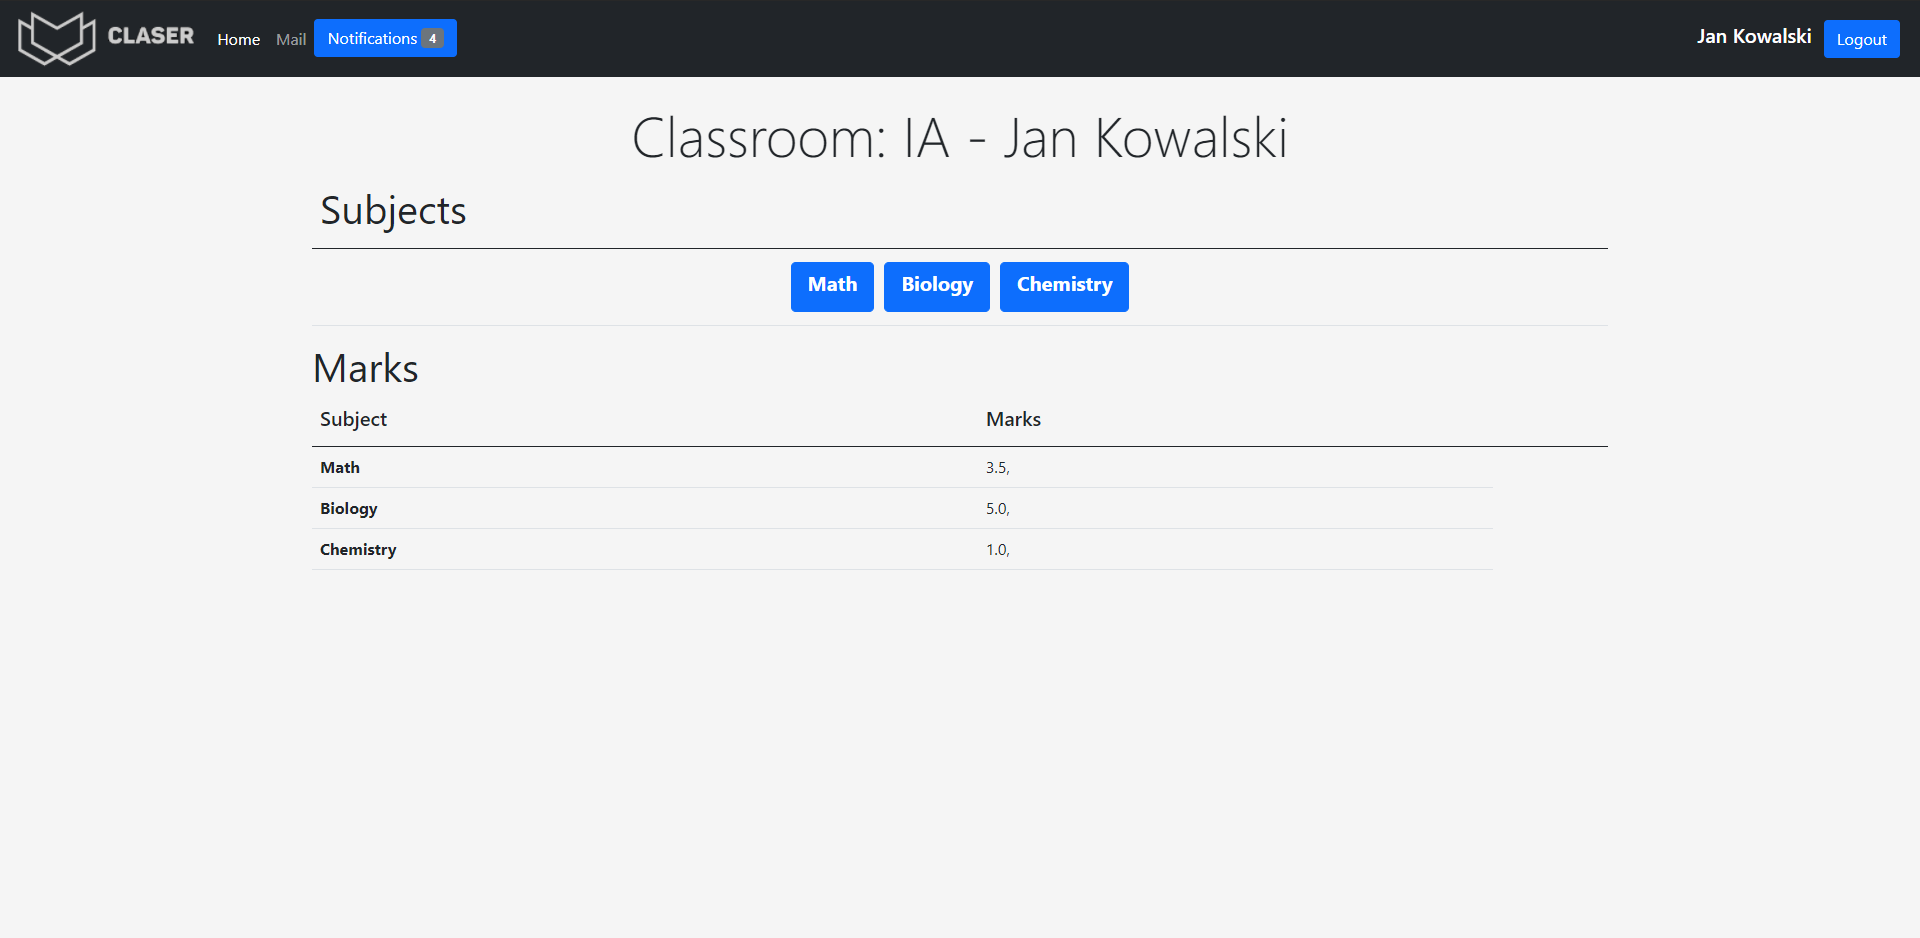 CLASER Home Mail Notifications 4 Jan Kowalski Logout
Classroom: IA - Jan Kowalski
Subjects
Math Biology Chemistry
Marks
Subject Marks
Math 3.5,
Biology 5.0,
Chemistry 1.0,